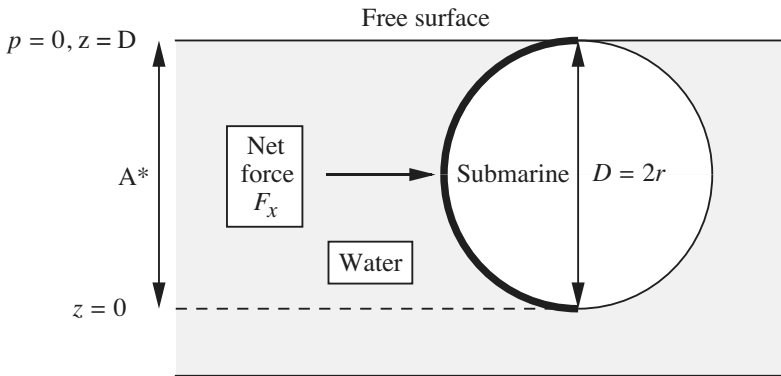 Free surface
p = 0, z = D
Net
force
Fₓ
A*
Submarine
D = 2r
Water
z = 0